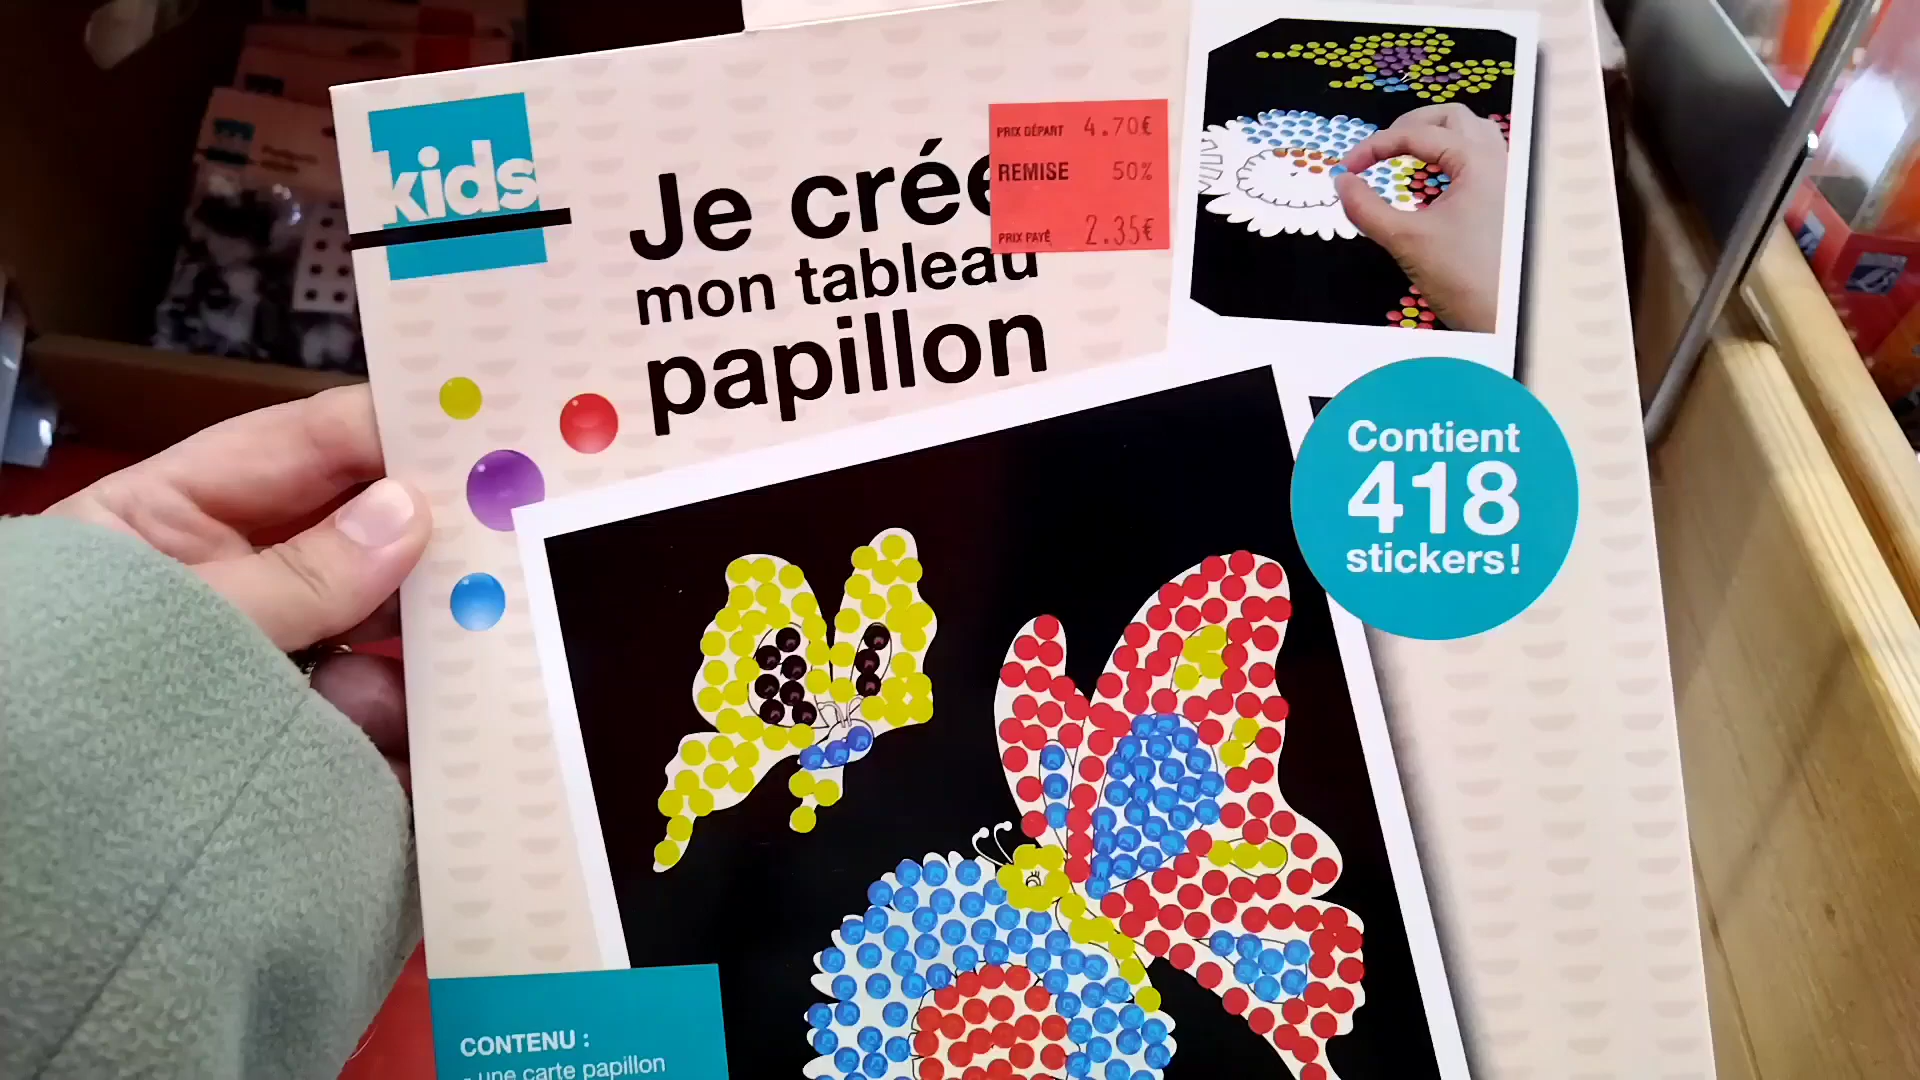 kids
Je crée
mon tableau
papillon
PRIX DÉPART 4.70€
REMISE 50%
PRIX PAYÉ 2.35€
Contient
418
stickers!
CONTENU :
- une carte papillon